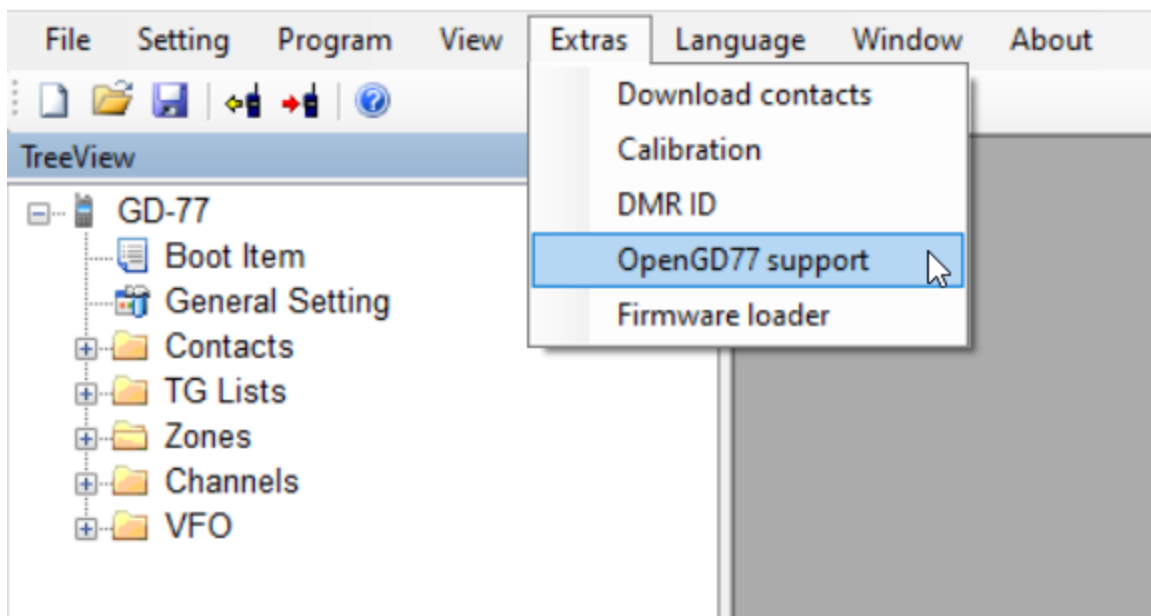 File Setting Program View Extras Language Window About
Download contacts
Calibration
DMR ID
OpenGD77 support
Firmware loader
TreeView
GD-77
Boot Item
General Setting
Contacts
TG Lists
Zones
Channels
VFO